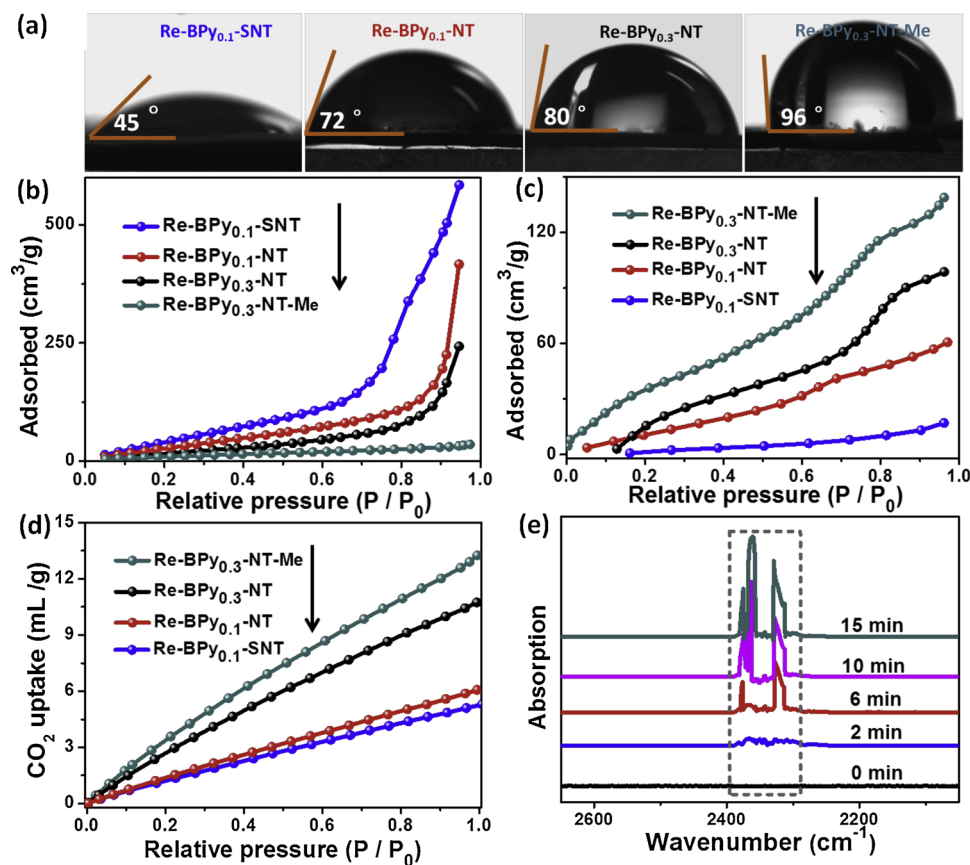 (a)
Re-BPy0.1-SNT
Re-BPy0.1-NT
Re-BPy0.3-NT
Re-BPy0.3-NT-Me
45 °
72 °
80 °
96 °
(b)
Re-BPy0.1-SNT
Re-BPy0.1-NT
Re-BPy0.3-NT
Re-BPy0.3-NT-Me
500
250
0
Adsorbed (cm³/g)
0.0 0.2 0.4 0.6 0.8 1.0
Relative pressure (P / P0)
(c)
Re-BPy0.3-NT-Me
Re-BPy0.3-NT
Re-BPy0.1-NT
Re-BPy0.1-SNT
120
60
0
Adsorbed (cm³/g)
0.0 0.2 0.4 0.6 0.8 1.0
Relative pressure (P / P0)
(d)
Re-BPy0.3-NT-Me
Re-BPy0.3-NT
Re-BPy0.1-NT
Re-BPy0.1-SNT
15
12
9
6
3
0
CO2 uptake (mL /g)
0.0 0.2 0.4 0.6 0.8 1.0
Relative pressure (P / P0)
(e)
15 min
10 min
6 min
2 min
0 min
Absorption
2600 2400 2200
Wavenumber (cm⁻¹)